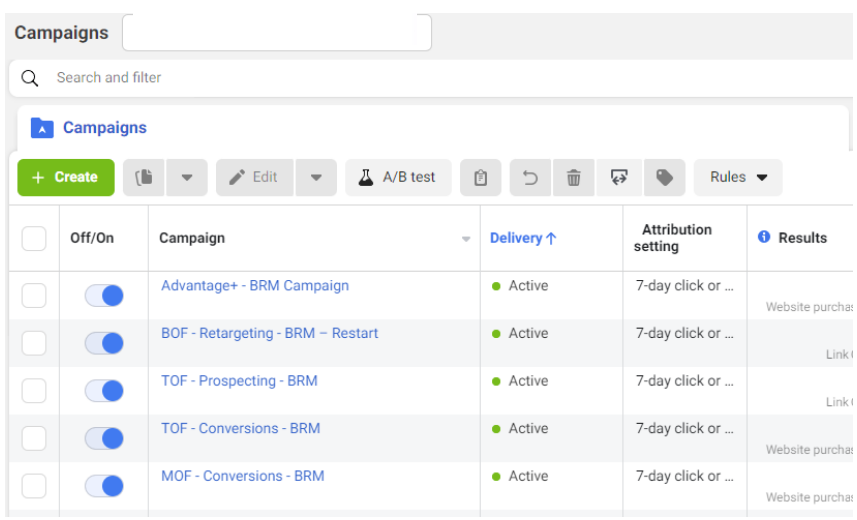 Campaigns
Search and filter
Campaigns
+ Create Edit A/B test Rules
Off/On Campaign Delivery ↑ Attribution setting Results
Advantage+ - BRM Campaign Active 7-day click or ...
Website purchas
BOF - Retargeting - BRM – Restart Active 7-day click or ...
Link
TOF - Prospecting - BRM Active 7-day click or ...
Link
TOF - Conversions - BRM Active 7-day click or ...
Website purchas
MOF - Conversions - BRM Active 7-day click or ...
Website purchas